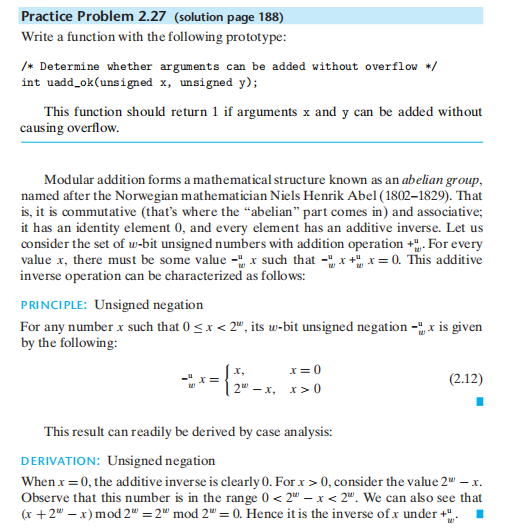 Practice Problem 2.27 (solution page 188)
Write a function with the following prototype:
/* Determine whether arguments can be added without overflow */
int uadd_ok(unsigned x, unsigned y);
This function should return 1 if arguments x and y can be added without
causing overflow.
Modular addition forms a mathematical structure known as an abelian group,
named after the Norwegian mathematician Niels Henrik Abel (1802–1829). That
is, it is commutative (that's where the “abelian” part comes in) and associative;
it has an identity element 0, and every element has an additive inverse. Let us
consider the set of w-bit unsigned numbers with addition operation +ᵘ_w. For every
value x, there must be some value -ᵘ_w x such that -ᵘ_w x +ᵘ_w x = 0. This additive
inverse operation can be characterized as follows:
PRINCIPLE: Unsigned negation
For any number x such that 0 ≤ x < 2ʷ, its w-bit unsigned negation -ᵘ_w x is given
by the following:
-ᵘ_w x = { x, x = 0
2ʷ − x, x > 0
(2.12)
This result can readily be derived by case analysis:
DERIVATION: Unsigned negation
When x = 0, the additive inverse is clearly 0. For x > 0, consider the value 2ʷ − x.
Observe that this number is in the range 0 < 2ʷ − x < 2ʷ. We can also see that
(x + 2ʷ − x) mod 2ʷ = 2ʷ mod 2ʷ = 0. Hence it is the inverse of x under +ᵘ_w.